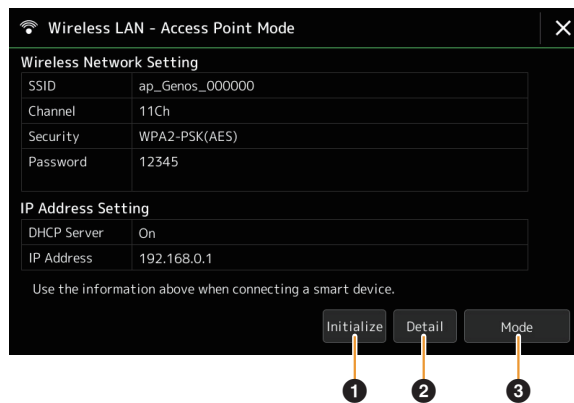 Wireless LAN - Access Point Mode
Wireless Network Setting
SSID ap_Genos_000000
Channel 11Ch
Security WPA2-PSK(AES)
Password 12345
IP Address Setting
DHCP Server On
IP Address 192.168.0.1
Use the information above when connecting a smart device.
Initialize Detail Mode
1 2 3